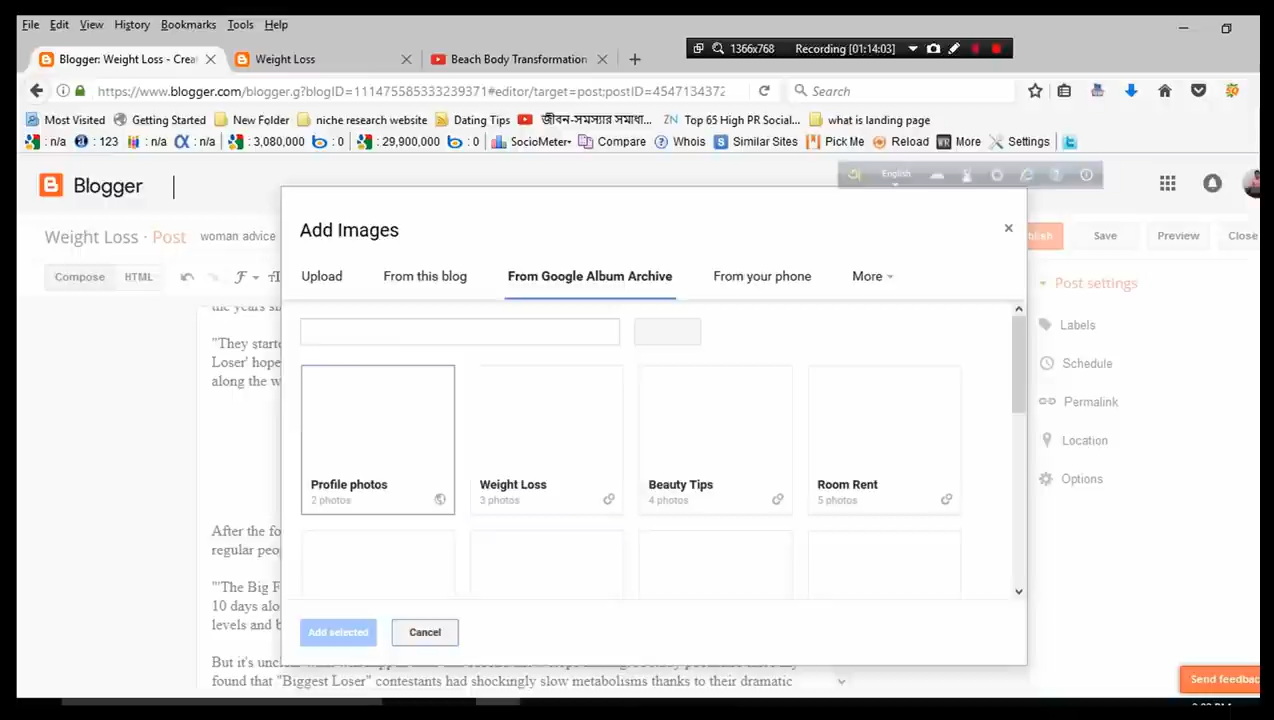 File Edit View History Bookmarks Tools Help
1366x768 Recording [01:14:03]
Blogger: Weight Loss - Crea
Weight Loss
Beach Body Transformation
https://www.blogger.com/blogger.g?blogID=111475585333239371#editor/target=post;postID=4547134372
Search
Most Visited Getting Started New Folder niche research website Dating Tips জীবন-সমস্যার সমাধা... ZN Top 65 High PR Social... what is landing page
: n/a : 123 : n/a : n/a : 3,080,000 : 0 : 29,900,000 : 0 SocioMeter Compare Whois Similar Sites Pick Me Reload More Settings
English
Blogger
Add Images
Weight Loss · Post woman advice
Save Preview Close
Compose HTML
Upload From this blog From Google Album Archive From your phone More
Post settings
Labels
Schedule
Permalink
Location
Options
"They starte
Loser' hope
along the w
Profile photos Weight Loss Beauty Tips Room Rent
2 photos 3 photos 4 photos 5 photos
After the fo
regular peop
"'The Big F
10 days alo
levels and b
Add selected Cancel
But it's uncl
found that "Biggest Loser" contestants had shockingly slow metabolisms thanks to their dramatic
Send feedbac